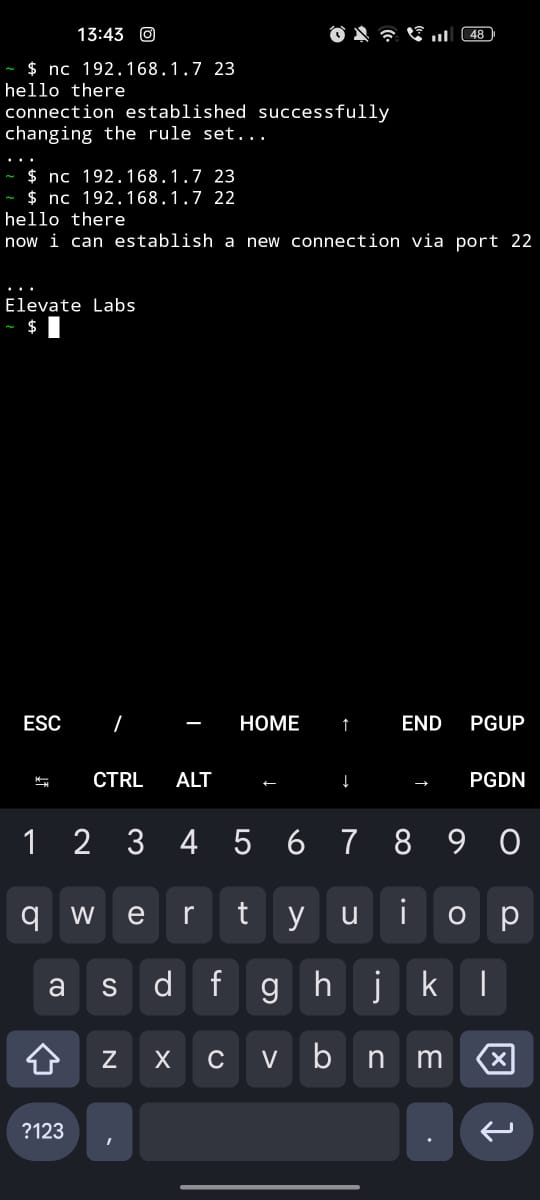 13:43 48
~ $ nc 192.168.1.7 23
hello there
connection established successfully
changing the rule set...
...
~ $ nc 192.168.1.7 23
~ $ nc 192.168.1.7 22
hello there
now i can establish a new connection via port 22
...
Elevate Labs
~ $
ESC / — HOME ↑ END PGUP
↹ CTRL ALT ← ↓ → PGDN
1 2 3 4 5 6 7 8 9 0
q w e r t y u i o p
a s d f g h j k l
z x c v b n m
?123 , .